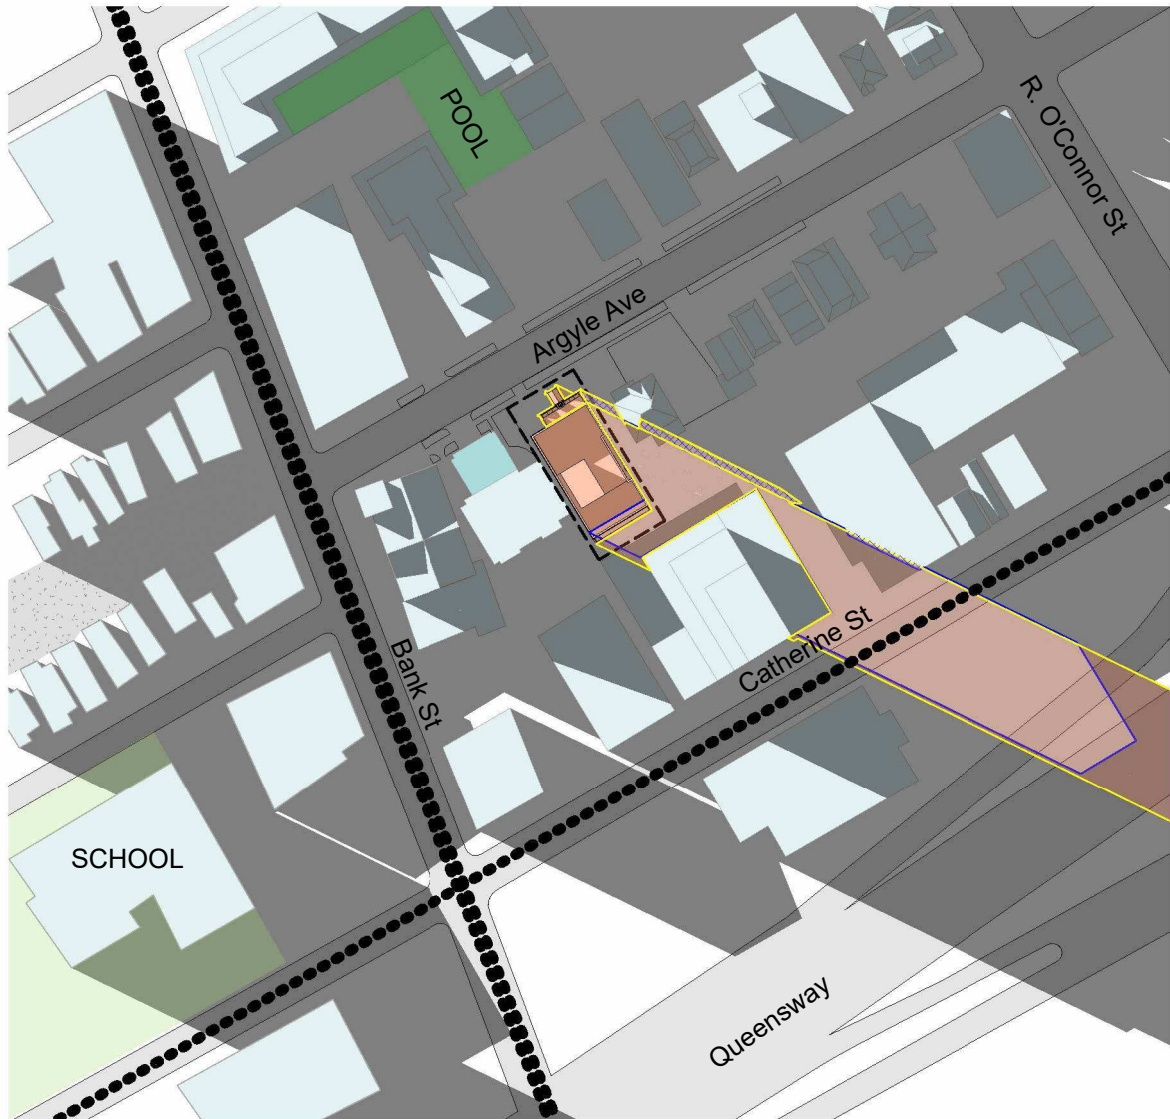 POOL
R. O'Connor St
Argyle Ave
Bank St
Catherine St
SCHOOL
Queensway